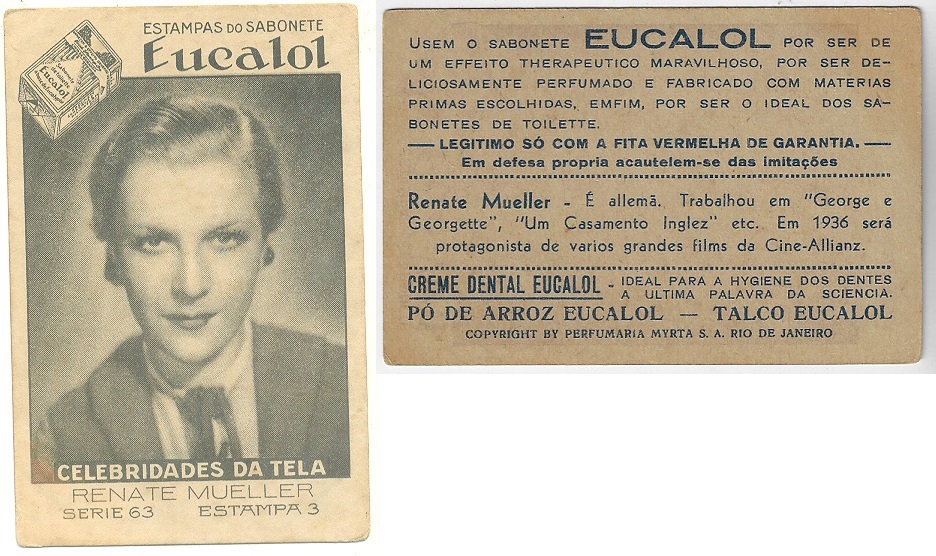 ESTAMPAS DO SABONETE
Eucalol
Sabonete
Eucalol
CELEBRIDADES DA TELA
RENATE MUELLER
SERIE 63 ESTAMPA 3
USEM O SABONETE EUCALOL POR SER DE
UM EFFEITO THERAPEUTICO MARAVILHOSO, POR SER DE-
LICIOSAMENTE PERFUMADO E FABRICADO COM MATERIAS
PRIMAS ESCOLHIDAS, EMFIM, POR SER O IDEAL DOS SA-
BONETES DE TOILETTE.
— LEGITIMO SÓ COM A FITA VERMELHA DE GARANTIA. —
Em defesa propria acautelem-se das imitações
Renate Mueller - É allemã. Trabalhou em "George e
Georgette", "Um Casamento Inglez" etc. Em 1936 será
protagonista de varios grandes films da Cine-Allianz.
CREME DENTAL EUCALOL - IDEAL PARA A HYGIENE DOS DENTES
A ULTIMA PALAVRA DA SCIENCIA.
PÓ DE ARROZ EUCALOL — TALCO EUCALOL
COPYRIGHT BY PERFUMARIA MYRTA S. A. RIO DE JANEIRO